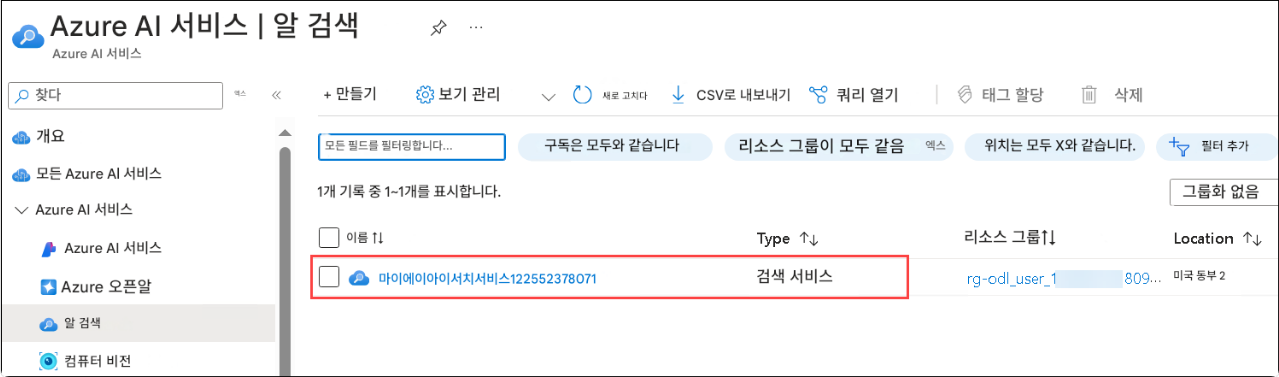 Azure AI 서비스 | 알 검색
Azure AI 서비스
찾다
엑스
+ 만들기
보기 관리
새로 고치다
CSV로 내보내기
쿼리 열기
태그 할당
삭제
개요
모든 Azure AI 서비스
Azure AI 서비스
Azure AI 서비스
Azure 오픈알
알 검색
컴퓨터 비전
모든 필드를 필터링합니다...
구독은 모두와 같습니다
리소스 그룹이 모두 같음 엑스
위치는 모두 X와 같습니다.
필터 추가
1개 기록 중 1~1개를 표시합니다.
그룹화 없음
이름 ↑↓ Type ↑↓ 리소스 그룹↑↓ Location ↑↓
마이에이아이서치서비스122552378071 검색 서비스 rg-odl_user_1 809... 미국 동부 2